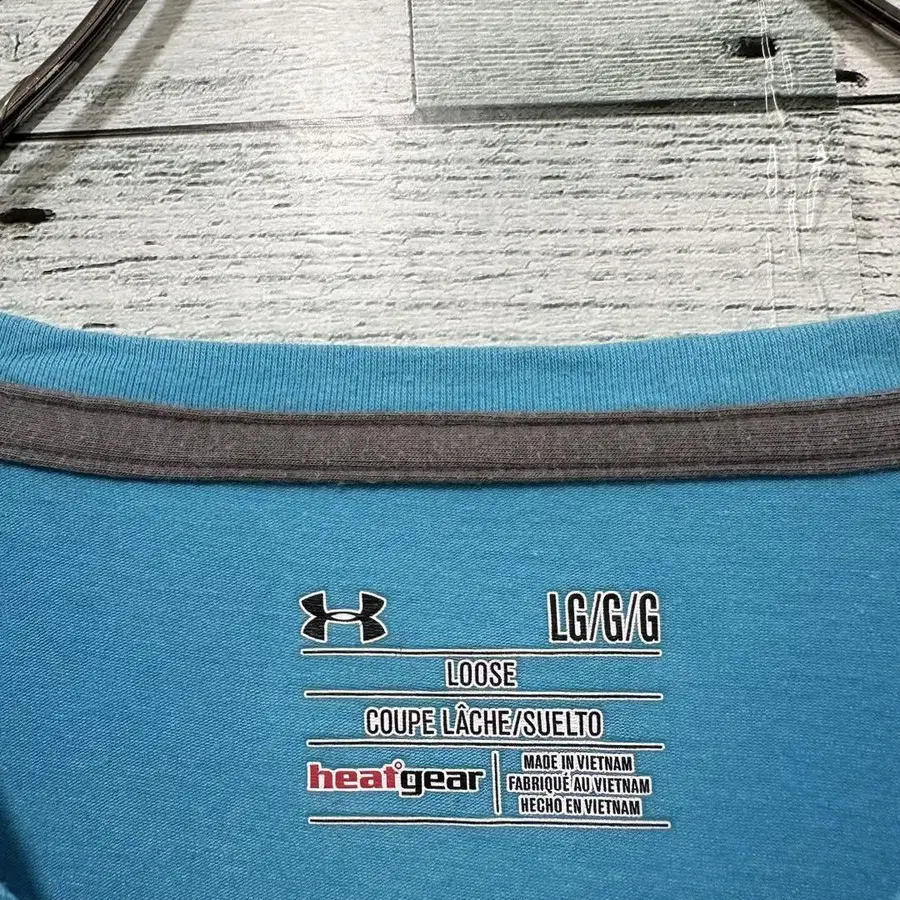 LG/G/G
LOOSE
COUPE LÂCHE/SUELTO
heatgear
MADE IN VIETNAM
FABRIQUÉ AU VIETNAM
HECHO EN VIETNAM